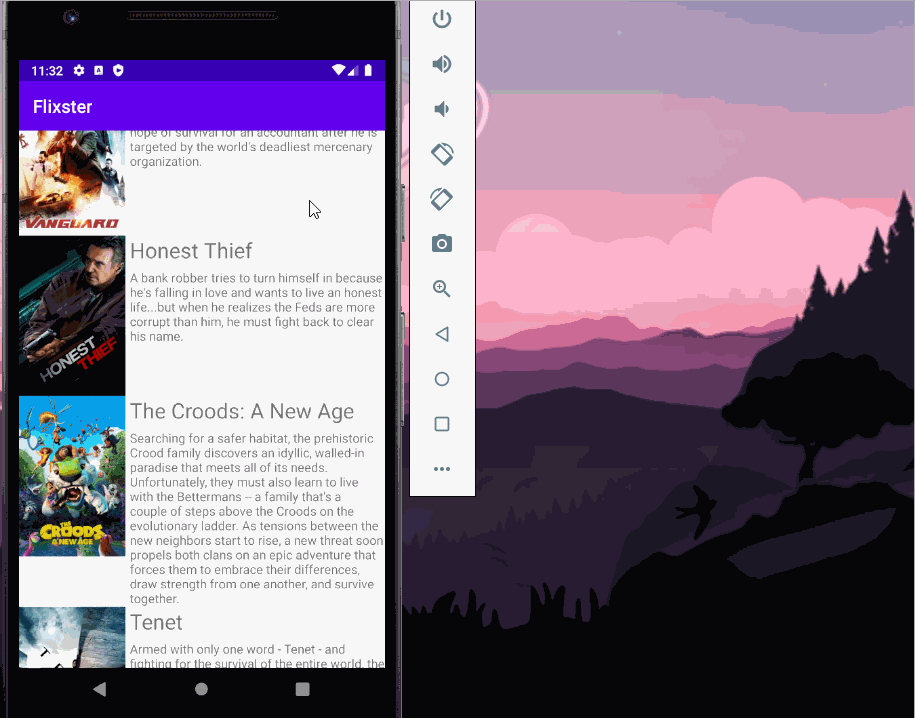 11:32
Flixster
hope of survival for an accountant after he is
targeted by the world's deadliest mercenary
organization.
VANGUARD
Honest Thief
A bank robber tries to turn himself in because
he's falling in love and wants to live an honest
life...but when he realizes the Feds are more
corrupt than him, he must fight back to clear
his name.
HONEST
THIEF
The Croods: A New Age
Searching for a safer habitat, the prehistoric
Crood family discovers an idyllic, walled-in
paradise that meets all of its needs.
Unfortunately, they must also learn to live
with the Bettermans -- a family that's a
couple of steps above the Croods on the
evolutionary ladder. As tensions between the
new neighbors start to rise, a new threat soon
propels both clans on an epic adventure that
forces them to embrace their differences,
draw strength from one another, and survive
together.
THE
CROODS
A NEW AGE
Tenet
Armed with only one word - Tenet - and
fighting for the survival of the entire world, the